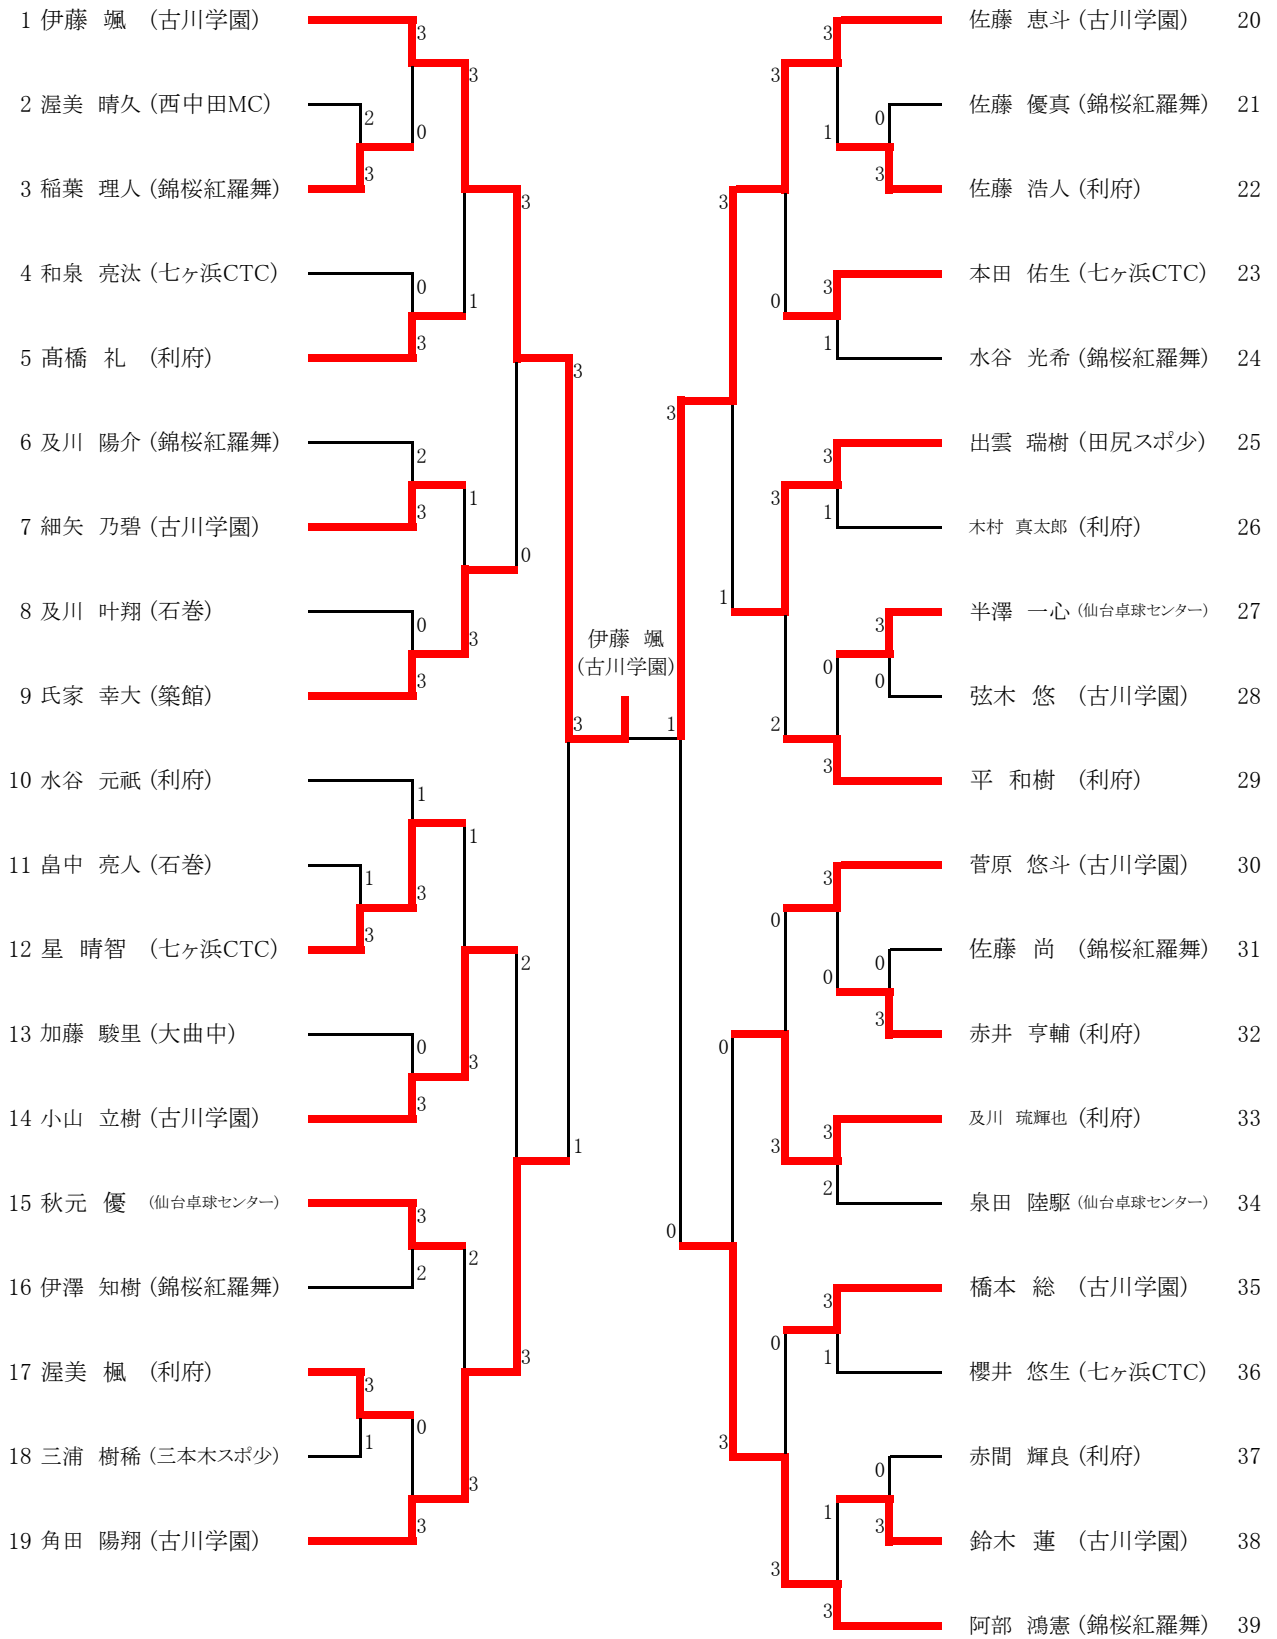 1 伊藤 颯 (古川学園)
2 渥美 晴久 (西中田MC)
3 稲葉 理人 (錦桜紅羅舞)
4 和泉 亮汰 (七ヶ浜CTC)
5 髙橋 礼 (利府)
6 及川 陽介 (錦桜紅羅舞)
7 細矢 乃碧 (古川学園)
8 及川 叶翔 (石巻)
9 氏家 幸大 (築館)
10 水谷 元祇 (利府)
11 畠中 亮人 (石巻)
12 星 晴智 (七ヶ浜CTC)
13 加藤 駿里 (大曲中)
14 小山 立樹 (古川学園)
15 秋元 優 (仙台卓球センター)
16 伊澤 知樹 (錦桜紅羅舞)
17 渥美 楓 (利府)
18 三浦 樹稀 (三本木スポ少)
19 角田 陽翔 (古川学園)
3
2
0
3
3
0
1
3
3
2
1
3
0
0
3
3
3
1
1
1
3
3
2
0
3
3
1
3
2
2
3
0
1
3
3
3
伊藤 颯
(古川学園)
3
1
3
3
0
1
3
3
3
0
1
3
3
3
1
1
3
0
0
2
3
3
0
0
0
3
0
3
3
2
0
3
0
1
3
0
1
3
3
3
佐藤 恵斗 (古川学園) 20
佐藤 優真 (錦桜紅羅舞) 21
佐藤 浩人 (利府) 22
本田 佑生 (七ヶ浜CTC) 23
水谷 光希 (錦桜紅羅舞) 24
出雲 瑞樹 (田尻スポ少) 25
木村 真太郎 (利府) 26
半澤 一心 (仙台卓球センター) 27
弦木 悠 (古川学園) 28
平 和樹 (利府) 29
菅原 悠斗 (古川学園) 30
佐藤 尚 (錦桜紅羅舞) 31
赤井 亨輔 (利府) 32
及川 琉輝也 (利府) 33
泉田 陸駆 (仙台卓球センター) 34
橋本 総 (古川学園) 35
櫻井 悠生 (七ヶ浜CTC) 36
赤間 輝良 (利府) 37
鈴木 蓮 (古川学園) 38
阿部 鴻憲 (錦桜紅羅舞) 39